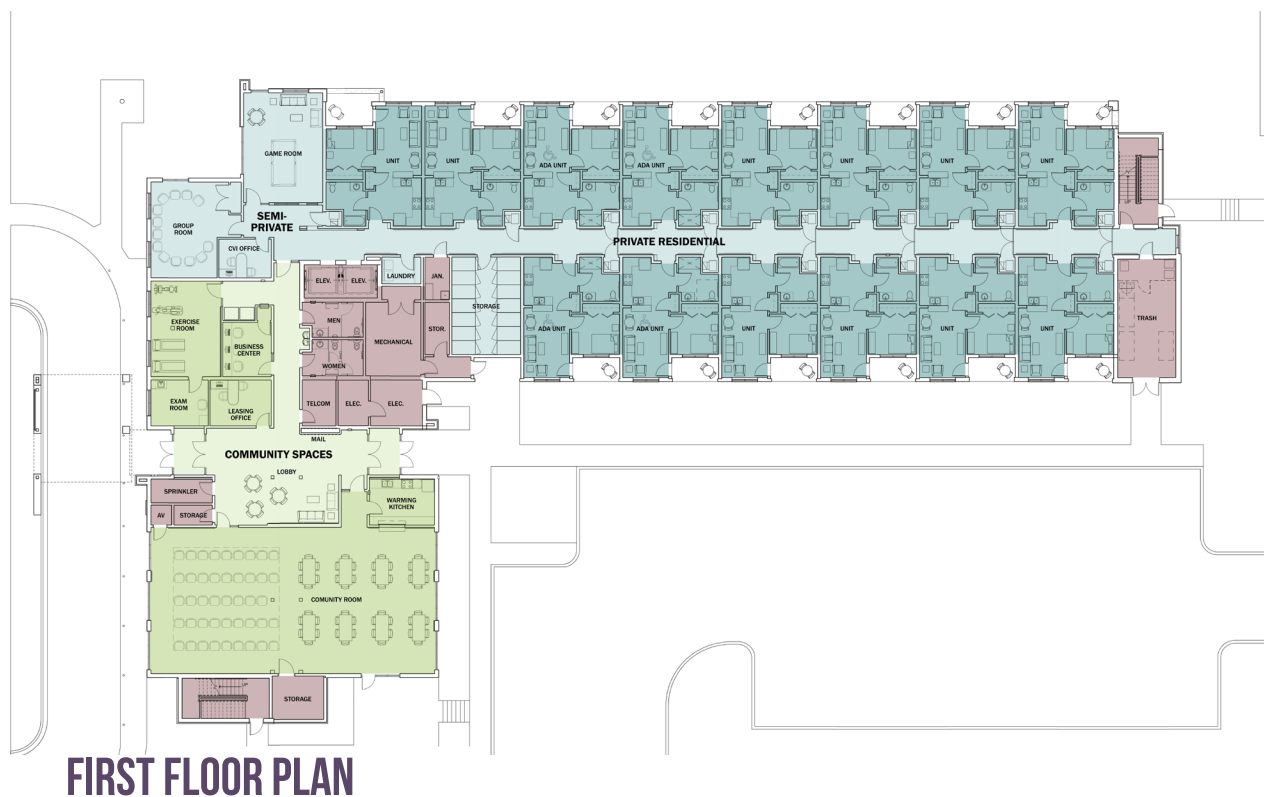 GAME ROOM
UNIT
UNIT
ADA UNIT
ADA UNIT
UNIT
UNIT
UNIT
UNIT
GROUP
ROOM
SEMI-
PRIVATE
CVI OFFICE
PRIVATE RESIDENTIAL
ELEV.
ELEV.
LAUNDRY
JAN.
STORAGE
EXERCISE
ROOM
BUSINESS
CENTER
MEN
WOMEN
MECHANICAL
STOR.
ADA UNIT
ADA UNIT
UNIT
UNIT
UNIT
UNIT
TRASH
EXAM
ROOM
LEASING
OFFICE
TELCOM
ELEC.
ELEC.
MAIL
COMMUNITY SPACES
LOBBY
SPRINKLER
AV
STORAGE
WARMING
KITCHEN
COMUNITY ROOM
STORAGE
FIRST FLOOR PLAN